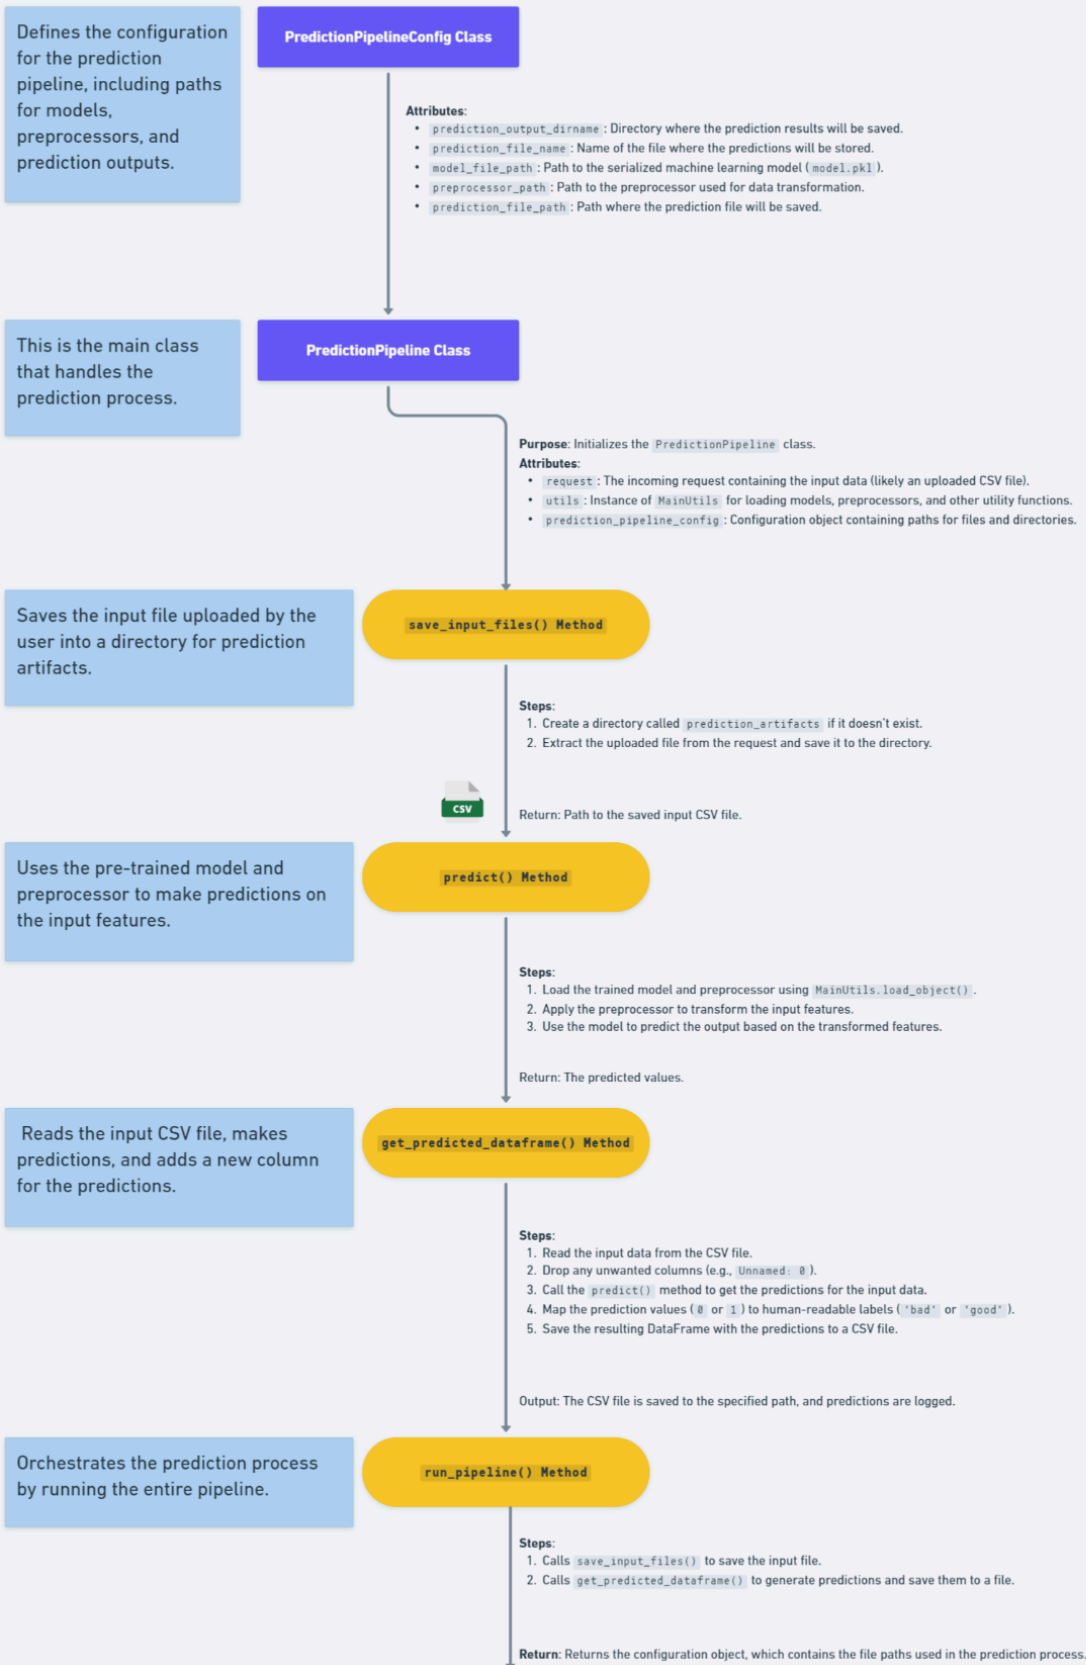 Defines the configuration
for the prediction
pipeline, including paths
for models,
preprocessors, and
prediction outputs.
PredictionPipelineConfig Class
Attributes:
• prediction_output_dirname: Directory where the prediction results will be saved.
• prediction_file_name: Name of the file where the predictions will be stored.
• model_file_path: Path to the serialized machine learning model (model.pkl).
• preprocessor_path: Path to the preprocessor used for data transformation.
• prediction_file_path: Path where the prediction file will be saved.
This is the main class
that handles the
prediction process.
PredictionPipeline Class
Purpose: Initializes the PredictionPipeline class.
Attributes:
• request: The incoming request containing the input data (likely an uploaded CSV file).
• utils: Instance of MainUtils for loading models, preprocessors, and other utility functions.
• prediction_pipeline_config: Configuration object containing paths for files and directories.
Saves the input file uploaded by the
user into a directory for prediction
artifacts.
save_input_files() Method
Steps:
1. Create a directory called prediction_artifacts if it doesn't exist.
2. Extract the uploaded file from the request and save it to the directory.
CSV
Return: Path to the saved input CSV file.
Uses the pre-trained model and
preprocessor to make predictions on
the input features.
predict() Method
Steps:
1. Load the trained model and preprocessor using MainUtils.load_object().
2. Apply the preprocessor to transform the input features.
3. Use the model to predict the output based on the transformed features.
Return: The predicted values.
Reads the input CSV file, makes
predictions, and adds a new column
for the predictions.
get_predicted_dataframe() Method
Steps:
1. Read the input data from the CSV file.
2. Drop any unwanted columns (e.g., Unnamed: 0).
3. Call the predict() method to get the predictions for the input data.
4. Map the prediction values (0 or 1) to human-readable labels ('bad' or 'good').
5. Save the resulting DataFrame with the predictions to a CSV file.
Output: The CSV file is saved to the specified path, and predictions are logged.
Orchestrates the prediction process
by running the entire pipeline.
run_pipeline() Method
Steps:
1. Calls save_input_files() to save the input file.
2. Calls get_predicted_dataframe() to generate predictions and save them to a file.
Return: Returns the configuration object, which contains the file paths used in the prediction process.